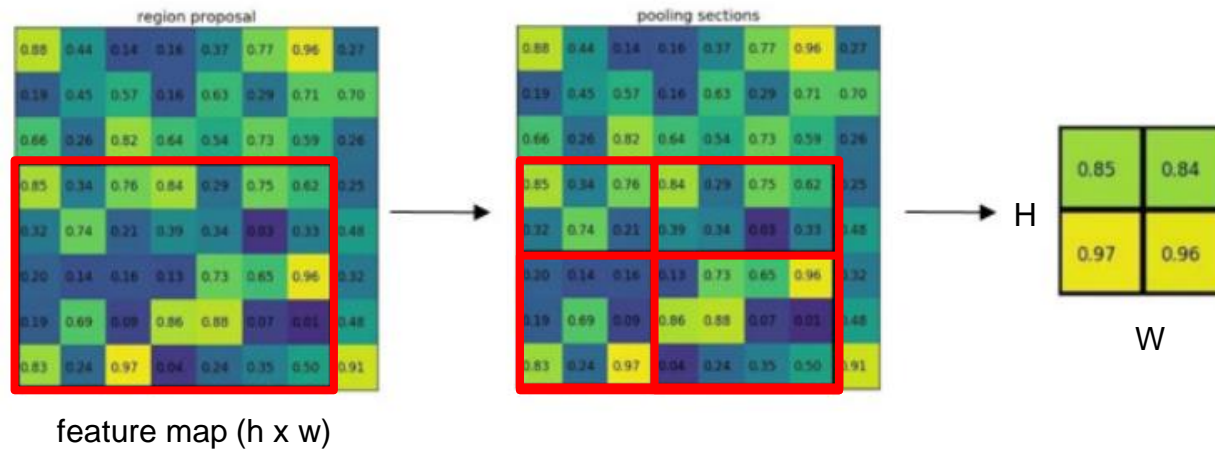 region proposal
0.88 0.44 0.14 0.16 0.37 0.77 0.96 0.27
0.19 0.45 0.57 0.16 0.63 0.29 0.71 0.70
0.66 0.26 0.82 0.64 0.54 0.73 0.59 0.26
0.85 0.34 0.76 0.84 0.29 0.75 0.62 0.25
0.32 0.74 0.21 0.39 0.34 0.03 0.33 0.48
0.20 0.14 0.16 0.13 0.73 0.65 0.96 0.32
0.19 0.69 0.09 0.86 0.88 0.07 0.01 0.48
0.83 0.24 0.97 0.04 0.24 0.35 0.50 0.91
feature map (h x w)
pooling sections
0.88 0.44 0.14 0.16 0.37 0.77 0.96 0.27
0.19 0.45 0.57 0.16 0.63 0.29 0.71 0.70
0.66 0.26 0.82 0.64 0.54 0.73 0.59 0.26
0.85 0.34 0.76 0.84 0.29 0.75 0.62 0.25
0.32 0.74 0.21 0.39 0.34 0.03 0.33 0.48
0.20 0.14 0.16 0.13 0.73 0.65 0.96 0.32
0.19 0.69 0.09 0.86 0.88 0.07 0.01 0.48
0.83 0.24 0.97 0.04 0.24 0.35 0.50 0.91
H
0.85 0.84
0.97 0.96
W